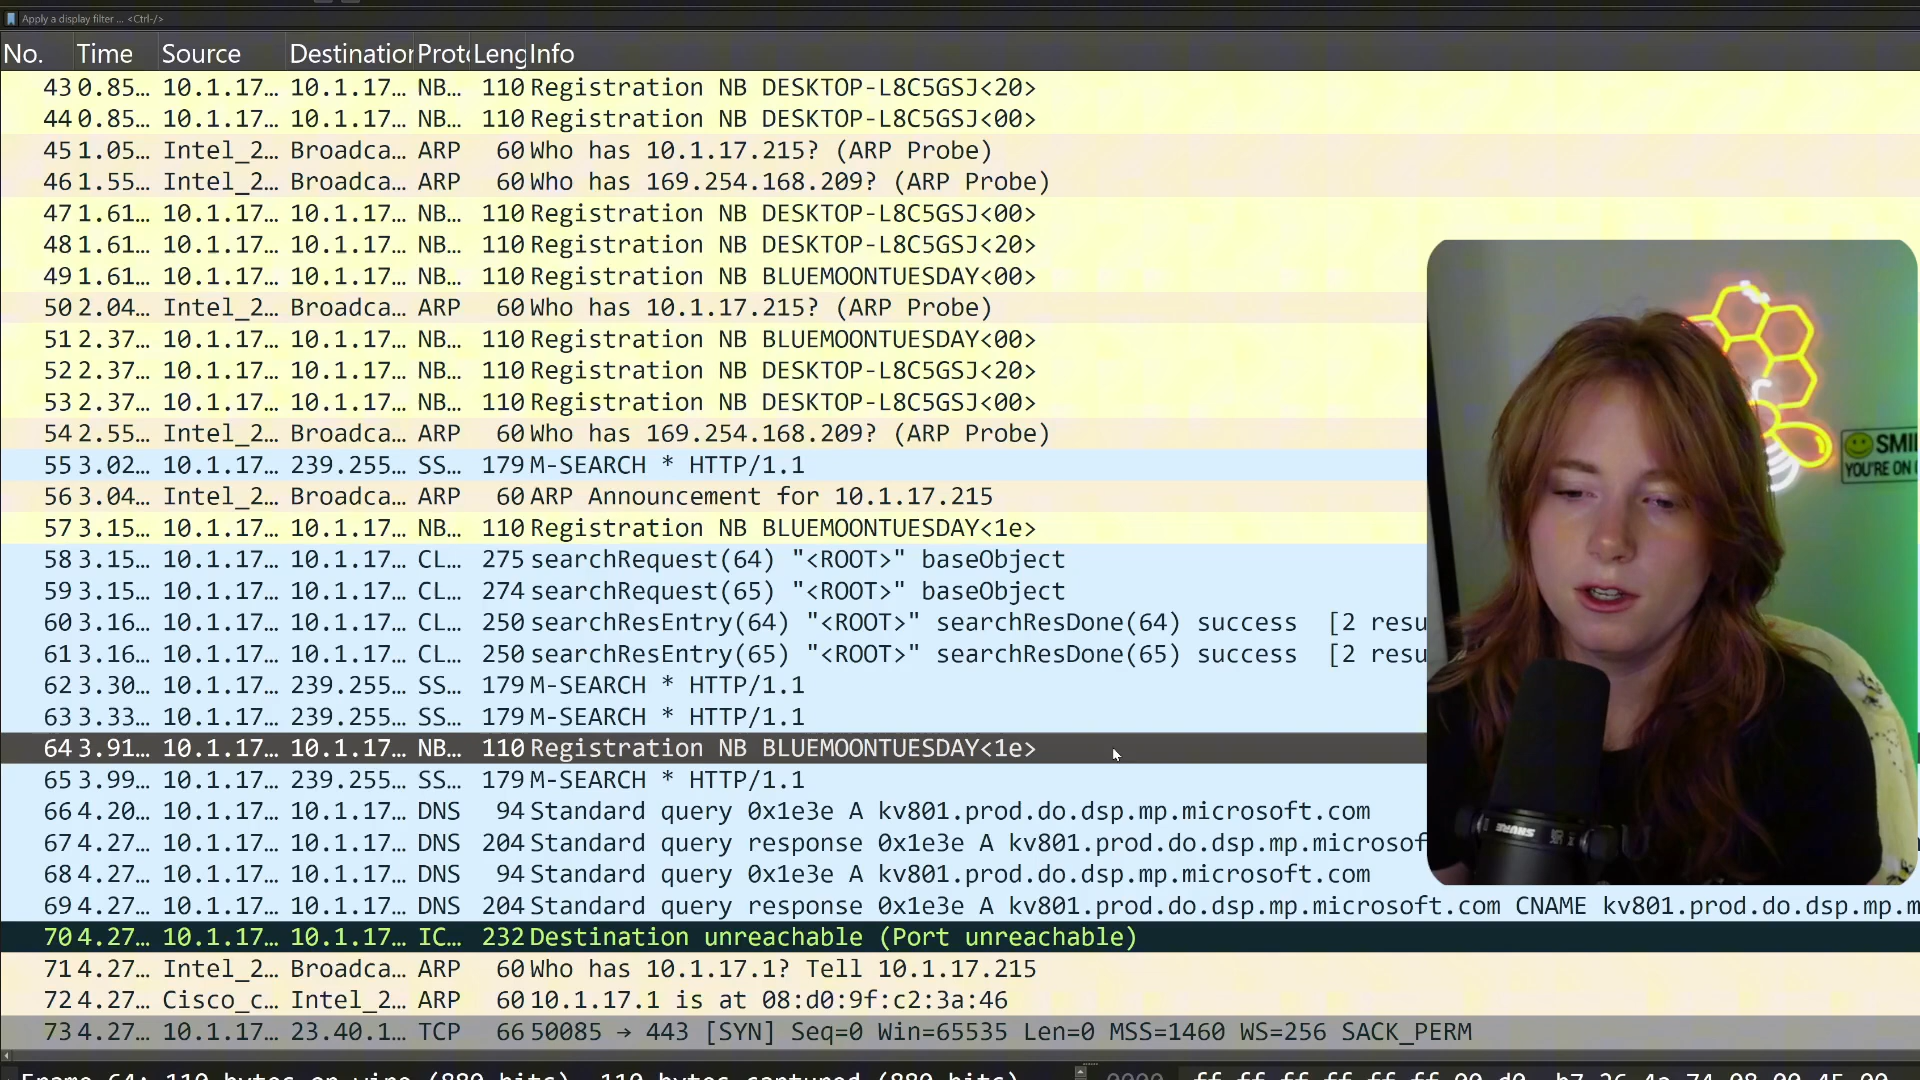 Apply a display filter ... <Ctrl-/>
No. Time Source Destination Proto Leng Info
43 0.85… 10.1.17… 10.1.17… NB… 110 Registration NB DESKTOP-L8C5GSJ<20>
44 0.85… 10.1.17… 10.1.17… NB… 110 Registration NB DESKTOP-L8C5GSJ<00>
45 1.05… Intel_2… Broadca… ARP 60 Who has 10.1.17.215? (ARP Probe)
46 1.55… Intel_2… Broadca… ARP 60 Who has 169.254.168.209? (ARP Probe)
47 1.61… 10.1.17… 10.1.17… NB… 110 Registration NB DESKTOP-L8C5GSJ<00>
48 1.61… 10.1.17… 10.1.17… NB… 110 Registration NB DESKTOP-L8C5GSJ<20>
49 1.61… 10.1.17… 10.1.17… NB… 110 Registration NB BLUEMOONTUESDAY<00>
50 2.04… Intel_2… Broadca… ARP 60 Who has 10.1.17.215? (ARP Probe)
51 2.37… 10.1.17… 10.1.17… NB… 110 Registration NB BLUEMOONTUESDAY<00>
52 2.37… 10.1.17… 10.1.17… NB… 110 Registration NB DESKTOP-L8C5GSJ<20>
53 2.37… 10.1.17… 10.1.17… NB… 110 Registration NB DESKTOP-L8C5GSJ<00>
54 2.55… Intel_2… Broadca… ARP 60 Who has 169.254.168.209? (ARP Probe)
55 3.02… 10.1.17… 239.255… SS… 179 M-SEARCH * HTTP/1.1
56 3.04… Intel_2… Broadca… ARP 60 ARP Announcement for 10.1.17.215
57 3.15… 10.1.17… 10.1.17… NB… 110 Registration NB BLUEMOONTUESDAY<1e>
58 3.15… 10.1.17… 10.1.17… CL… 275 searchRequest(64) "<ROOT>" baseObject
59 3.15… 10.1.17… 10.1.17… CL… 274 searchRequest(65) "<ROOT>" baseObject
60 3.16… 10.1.17… 10.1.17… CL… 250 searchResEntry(64) "<ROOT>" searchResDone(64) success [2 resu
61 3.16… 10.1.17… 10.1.17… CL… 250 searchResEntry(65) "<ROOT>" searchResDone(65) success [2 resu
62 3.30… 10.1.17… 239.255… SS… 179 M-SEARCH * HTTP/1.1
63 3.33… 10.1.17… 239.255… SS… 179 M-SEARCH * HTTP/1.1
64 3.91… 10.1.17… 10.1.17… NB… 110 Registration NB BLUEMOONTUESDAY<1e>
65 3.99… 10.1.17… 239.255… SS… 179 M-SEARCH * HTTP/1.1
66 4.20… 10.1.17… 10.1.17… DNS 94 Standard query 0x1e3e A kv801.prod.do.dsp.mp.microsoft.com
67 4.27… 10.1.17… 10.1.17… DNS 204 Standard query response 0x1e3e A kv801.prod.do.dsp.mp.microsof
68 4.27… 10.1.17… 10.1.17… DNS 94 Standard query 0x1e3e A kv801.prod.do.dsp.mp.microsoft.com
69 4.27… 10.1.17… 10.1.17… DNS 204 Standard query response 0x1e3e A kv801.prod.do.dsp.mp.microsoft.com CNAME kv801.prod.do.dsp.mp.m
70 4.27… 10.1.17… 10.1.17… IC… 232 Destination unreachable (Port unreachable)
71 4.27… Intel_2… Broadca… ARP 60 Who has 10.1.17.1? Tell 10.1.17.215
72 4.27… Cisco_c… Intel_2… ARP 60 10.1.17.1 is at 08:d0:9f:c2:3a:46
73 4.27… 10.1.17… 23.40.1… TCP 66 50085 → 443 [SYN] Seq=0 Win=65535 Len=0 MSS=1460 WS=256 SACK_PERM
Frame 64: 110 bytes on wire (880 bits), 110 bytes captured (880 bits)
SMIL
YOU'RE ON
SHURE